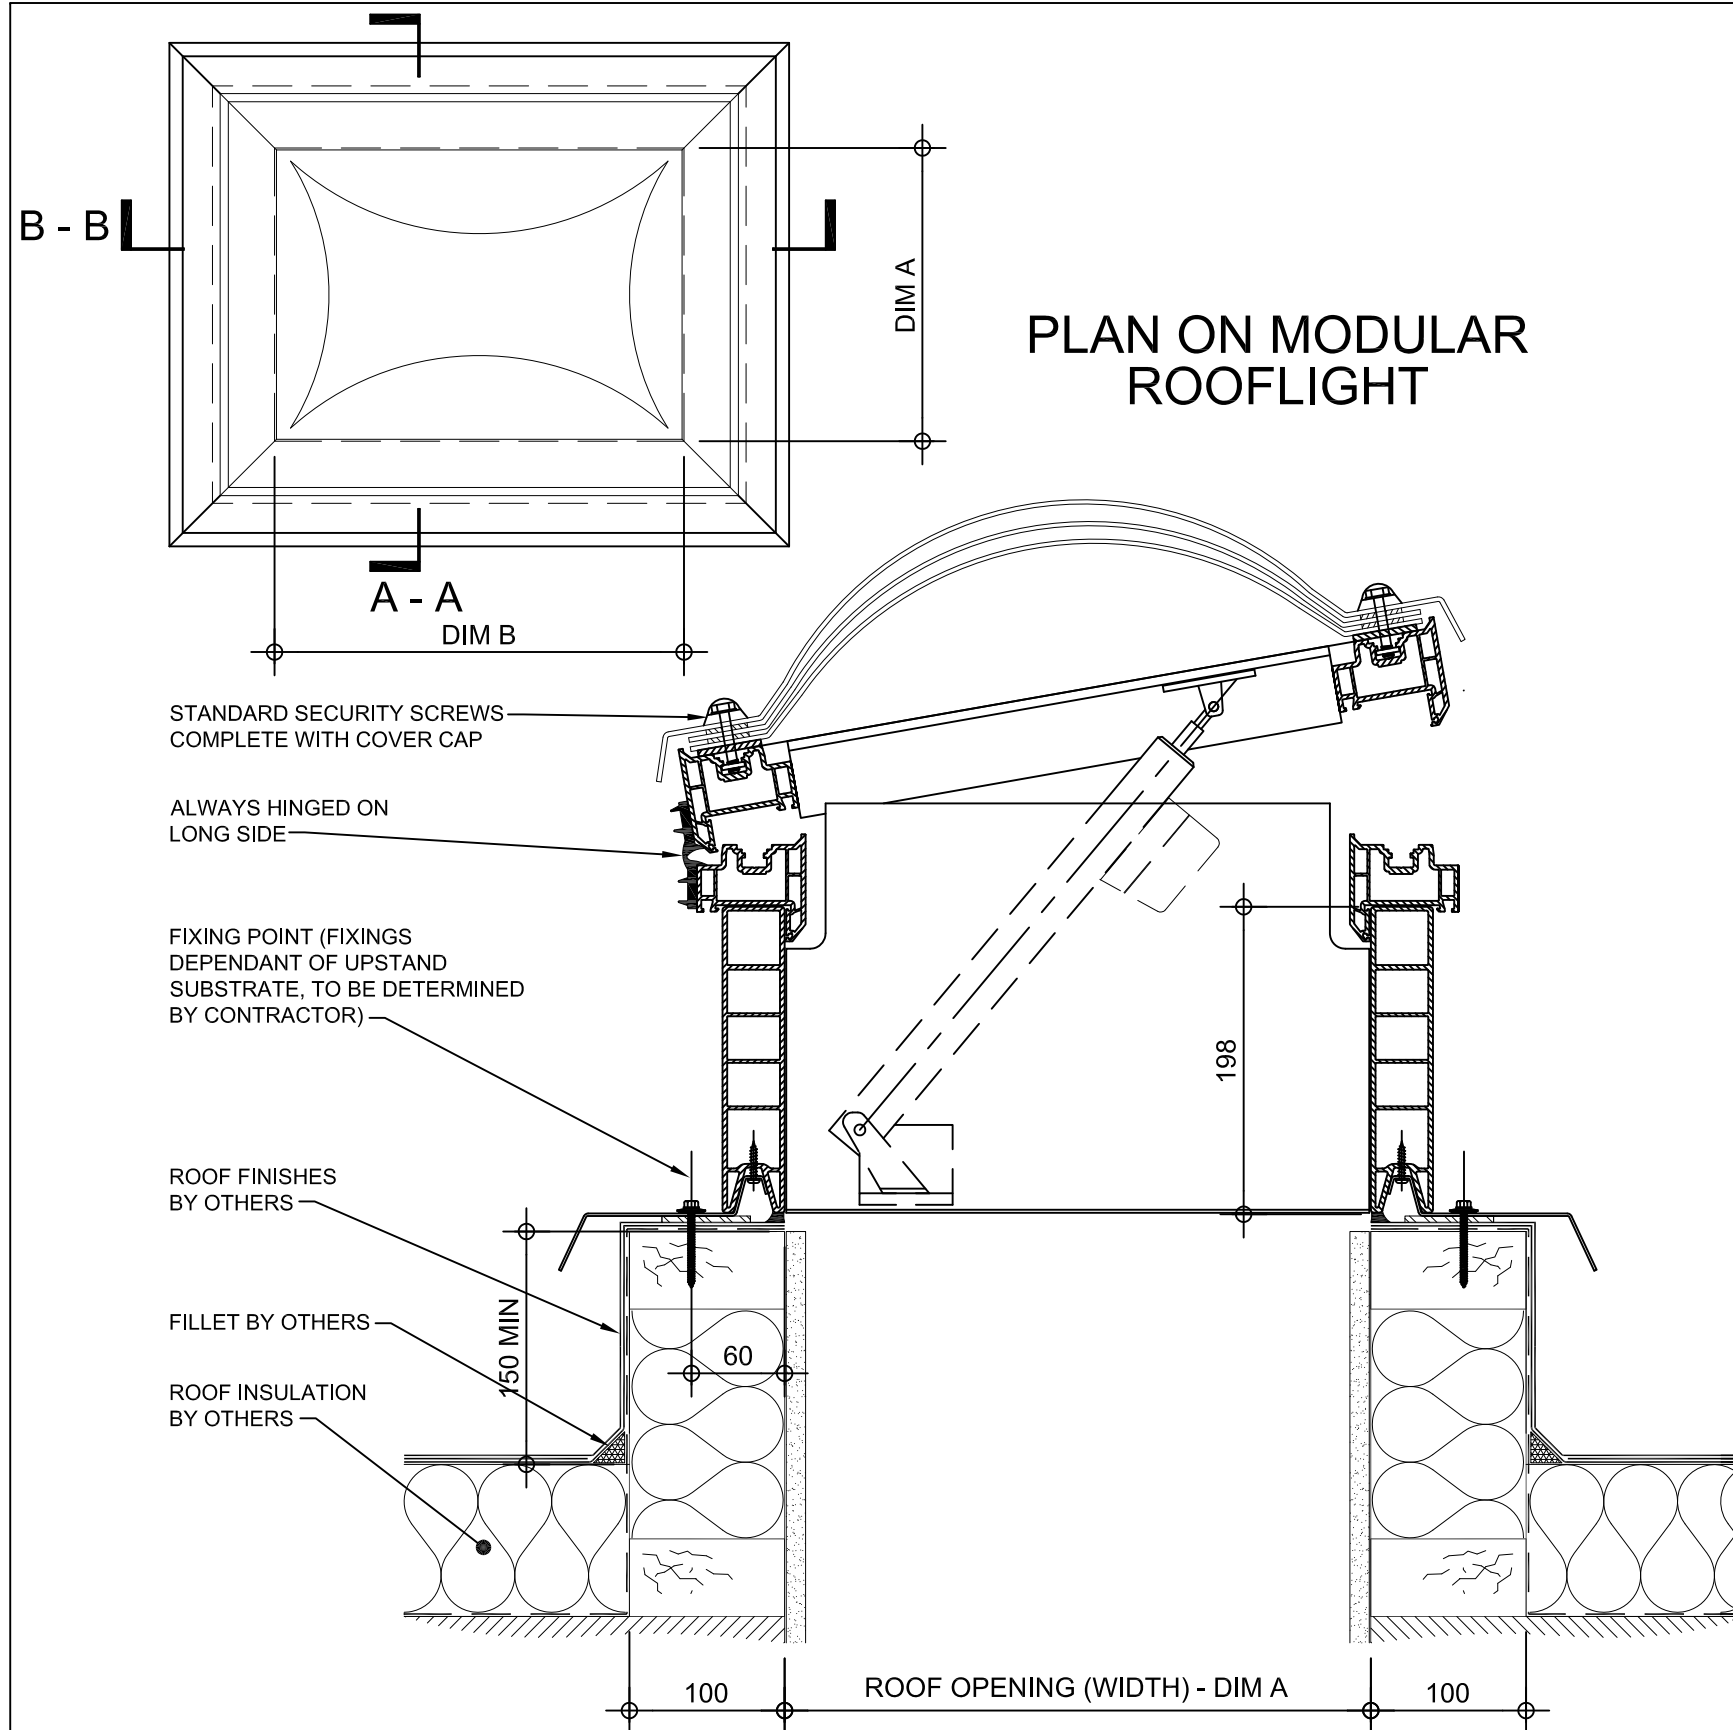 B - B
DIM A
PLAN ON MODULAR
ROOFLIGHT
A - A
DIM B
STANDARD SECURITY SCREWS
COMPLETE WITH COVER CAP
ALWAYS HINGED ON
LONG SIDE
FIXING POINT (FIXINGS
DEPENDANT OF UPSTAND
SUBSTRATE, TO BE DETERMINED
BY CONTRACTOR)
198
ROOF FINISHES
BY OTHERS
FILLET BY OTHERS
150 MIN
60
ROOF INSULATION
BY OTHERS
100
ROOF OPENING (WIDTH) - DIM A
100